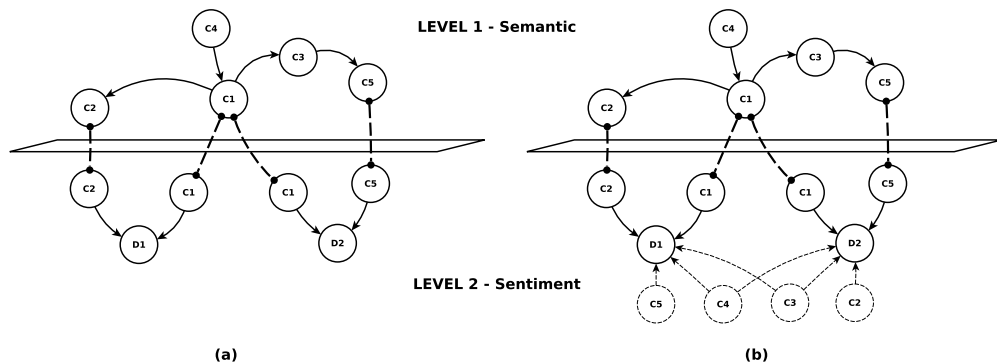 LEVEL 1 - Semantic
C4
C3
C5
C1
C2
C2
C1
C1
C5
D1
D2
C4
C3
C5
C1
C2
C2
C1
C1
C5
D1
D2
C5
C4
C3
C2
LEVEL 2 - Sentiment
(a)
(b)